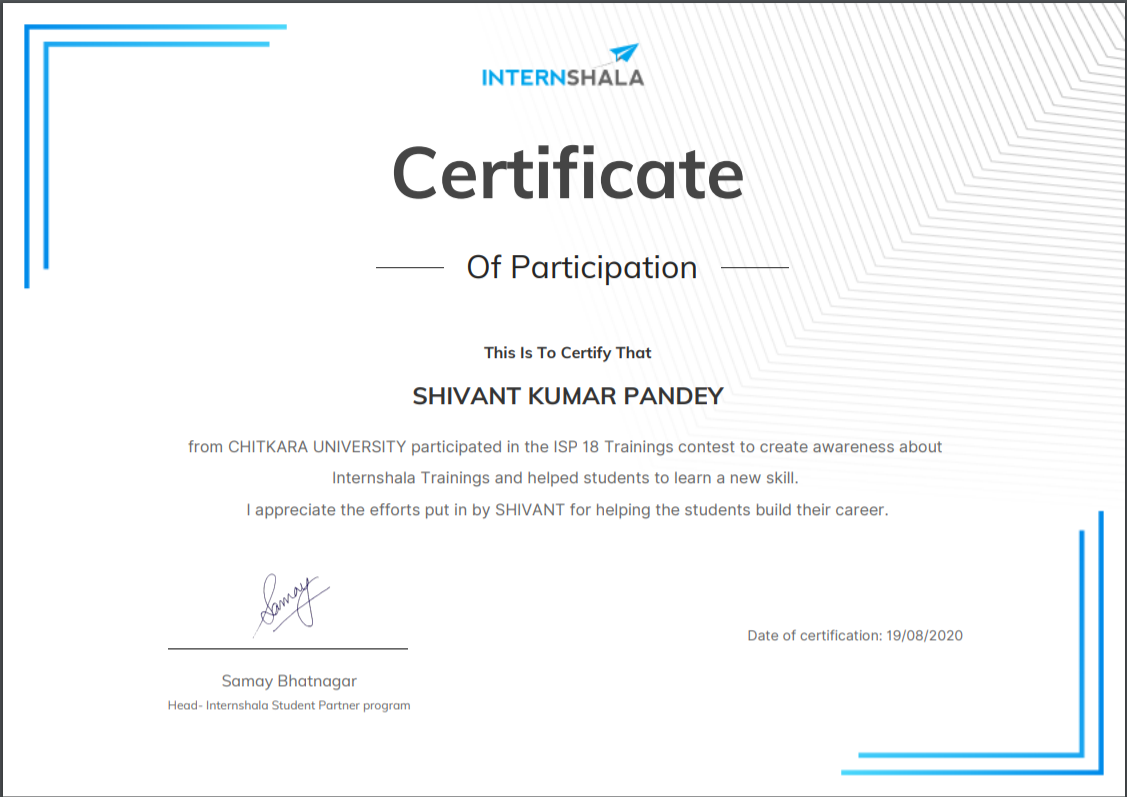 INTERNSHALA
Certificate
Of Participation
This Is To Certify That
SHIVANT KUMAR PANDEY
from CHITKARA UNIVERSITY participated in the ISP 18 Trainings contest to create awareness about
Internshala Trainings and helped students to learn a new skill.
I appreciate the efforts put in by SHIVANT for helping the students build their career.
Samay
Date of certification: 19/08/2020
Samay Bhatnagar
Head- Internshala Student Partner program